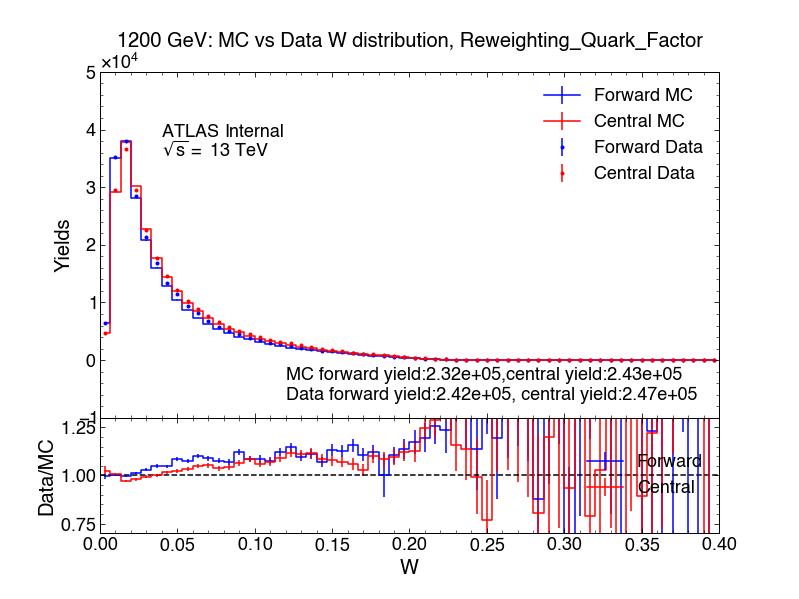 1200 GeV: MC vs Data W distribution, Reweighting_Quark_Factor
×10⁴
5
4
3
2
1
0
−1
Yields
ATLAS Internal
√s = 13 TeV
Forward MC
Central MC
Forward Data
Central Data
MC forward yield:2.32e+05,central yield:2.43e+05
Data forward yield:2.42e+05, central yield:2.47e+05
1.25
1.00
0.75
Data/MC
Forward
Central
0.00 0.05 0.10 0.15 0.20 0.25 0.30 0.35 0.40
W